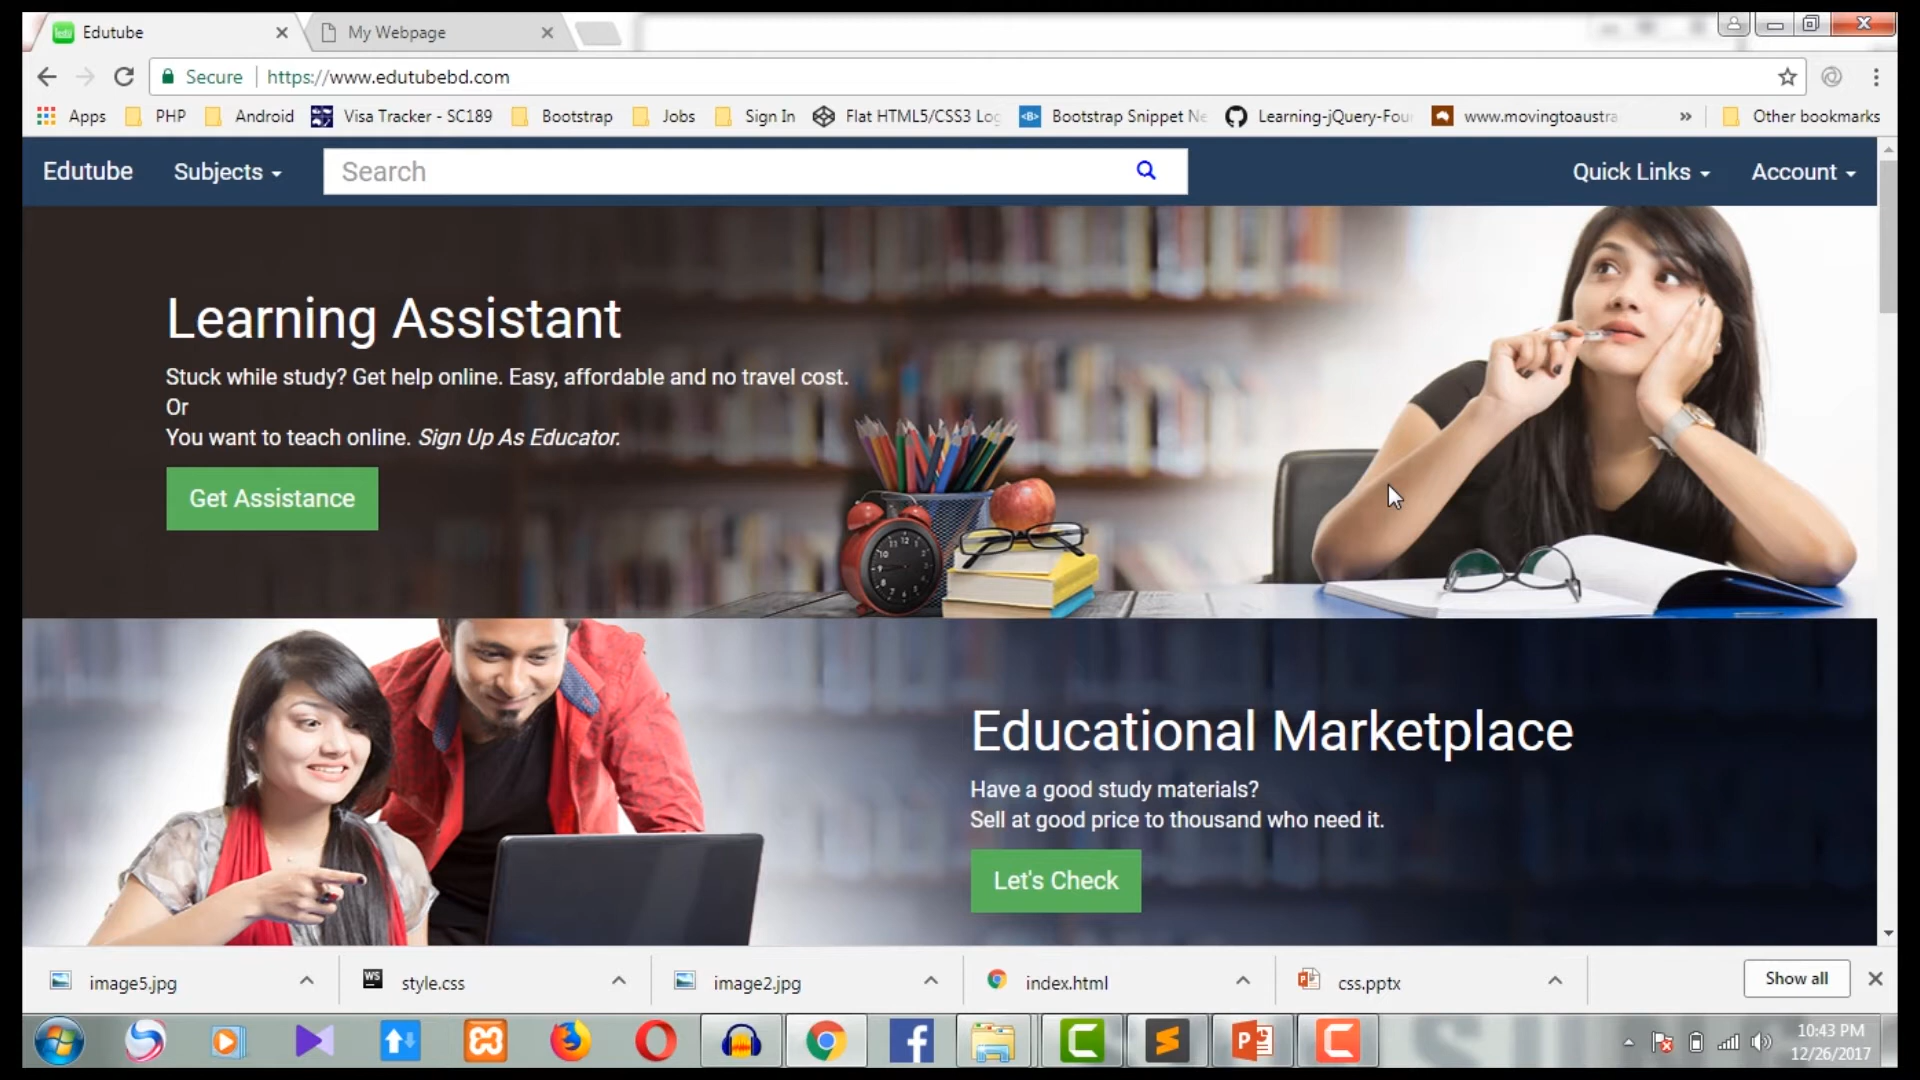 Edutube
My Webpage
Secure
https://www.edutubebd.com
Apps
PHP
Android
Visa Tracker - SC189
Bootstrap
Jobs
Sign In
Flat HTML5/CSS3 Log
Bootstrap Snippet Ne
Learning-jQuery-Four
www.movingtoaustra
»
Other bookmarks
Edutube
Subjects
Search
Quick Links
Account
Learning Assistant
Stuck while study? Get help online. Easy, affordable and no travel cost.
Or
You want to teach online. Sign Up As Educator.
Get Assistance
Educational Marketplace
Have a good study materials?
Sell at good price to thousand who need it.
Let's Check
image5.jpg
WS
style.css
image2.jpg
index.html
css.pptx
Show all
10:43 PM
12/26/2017